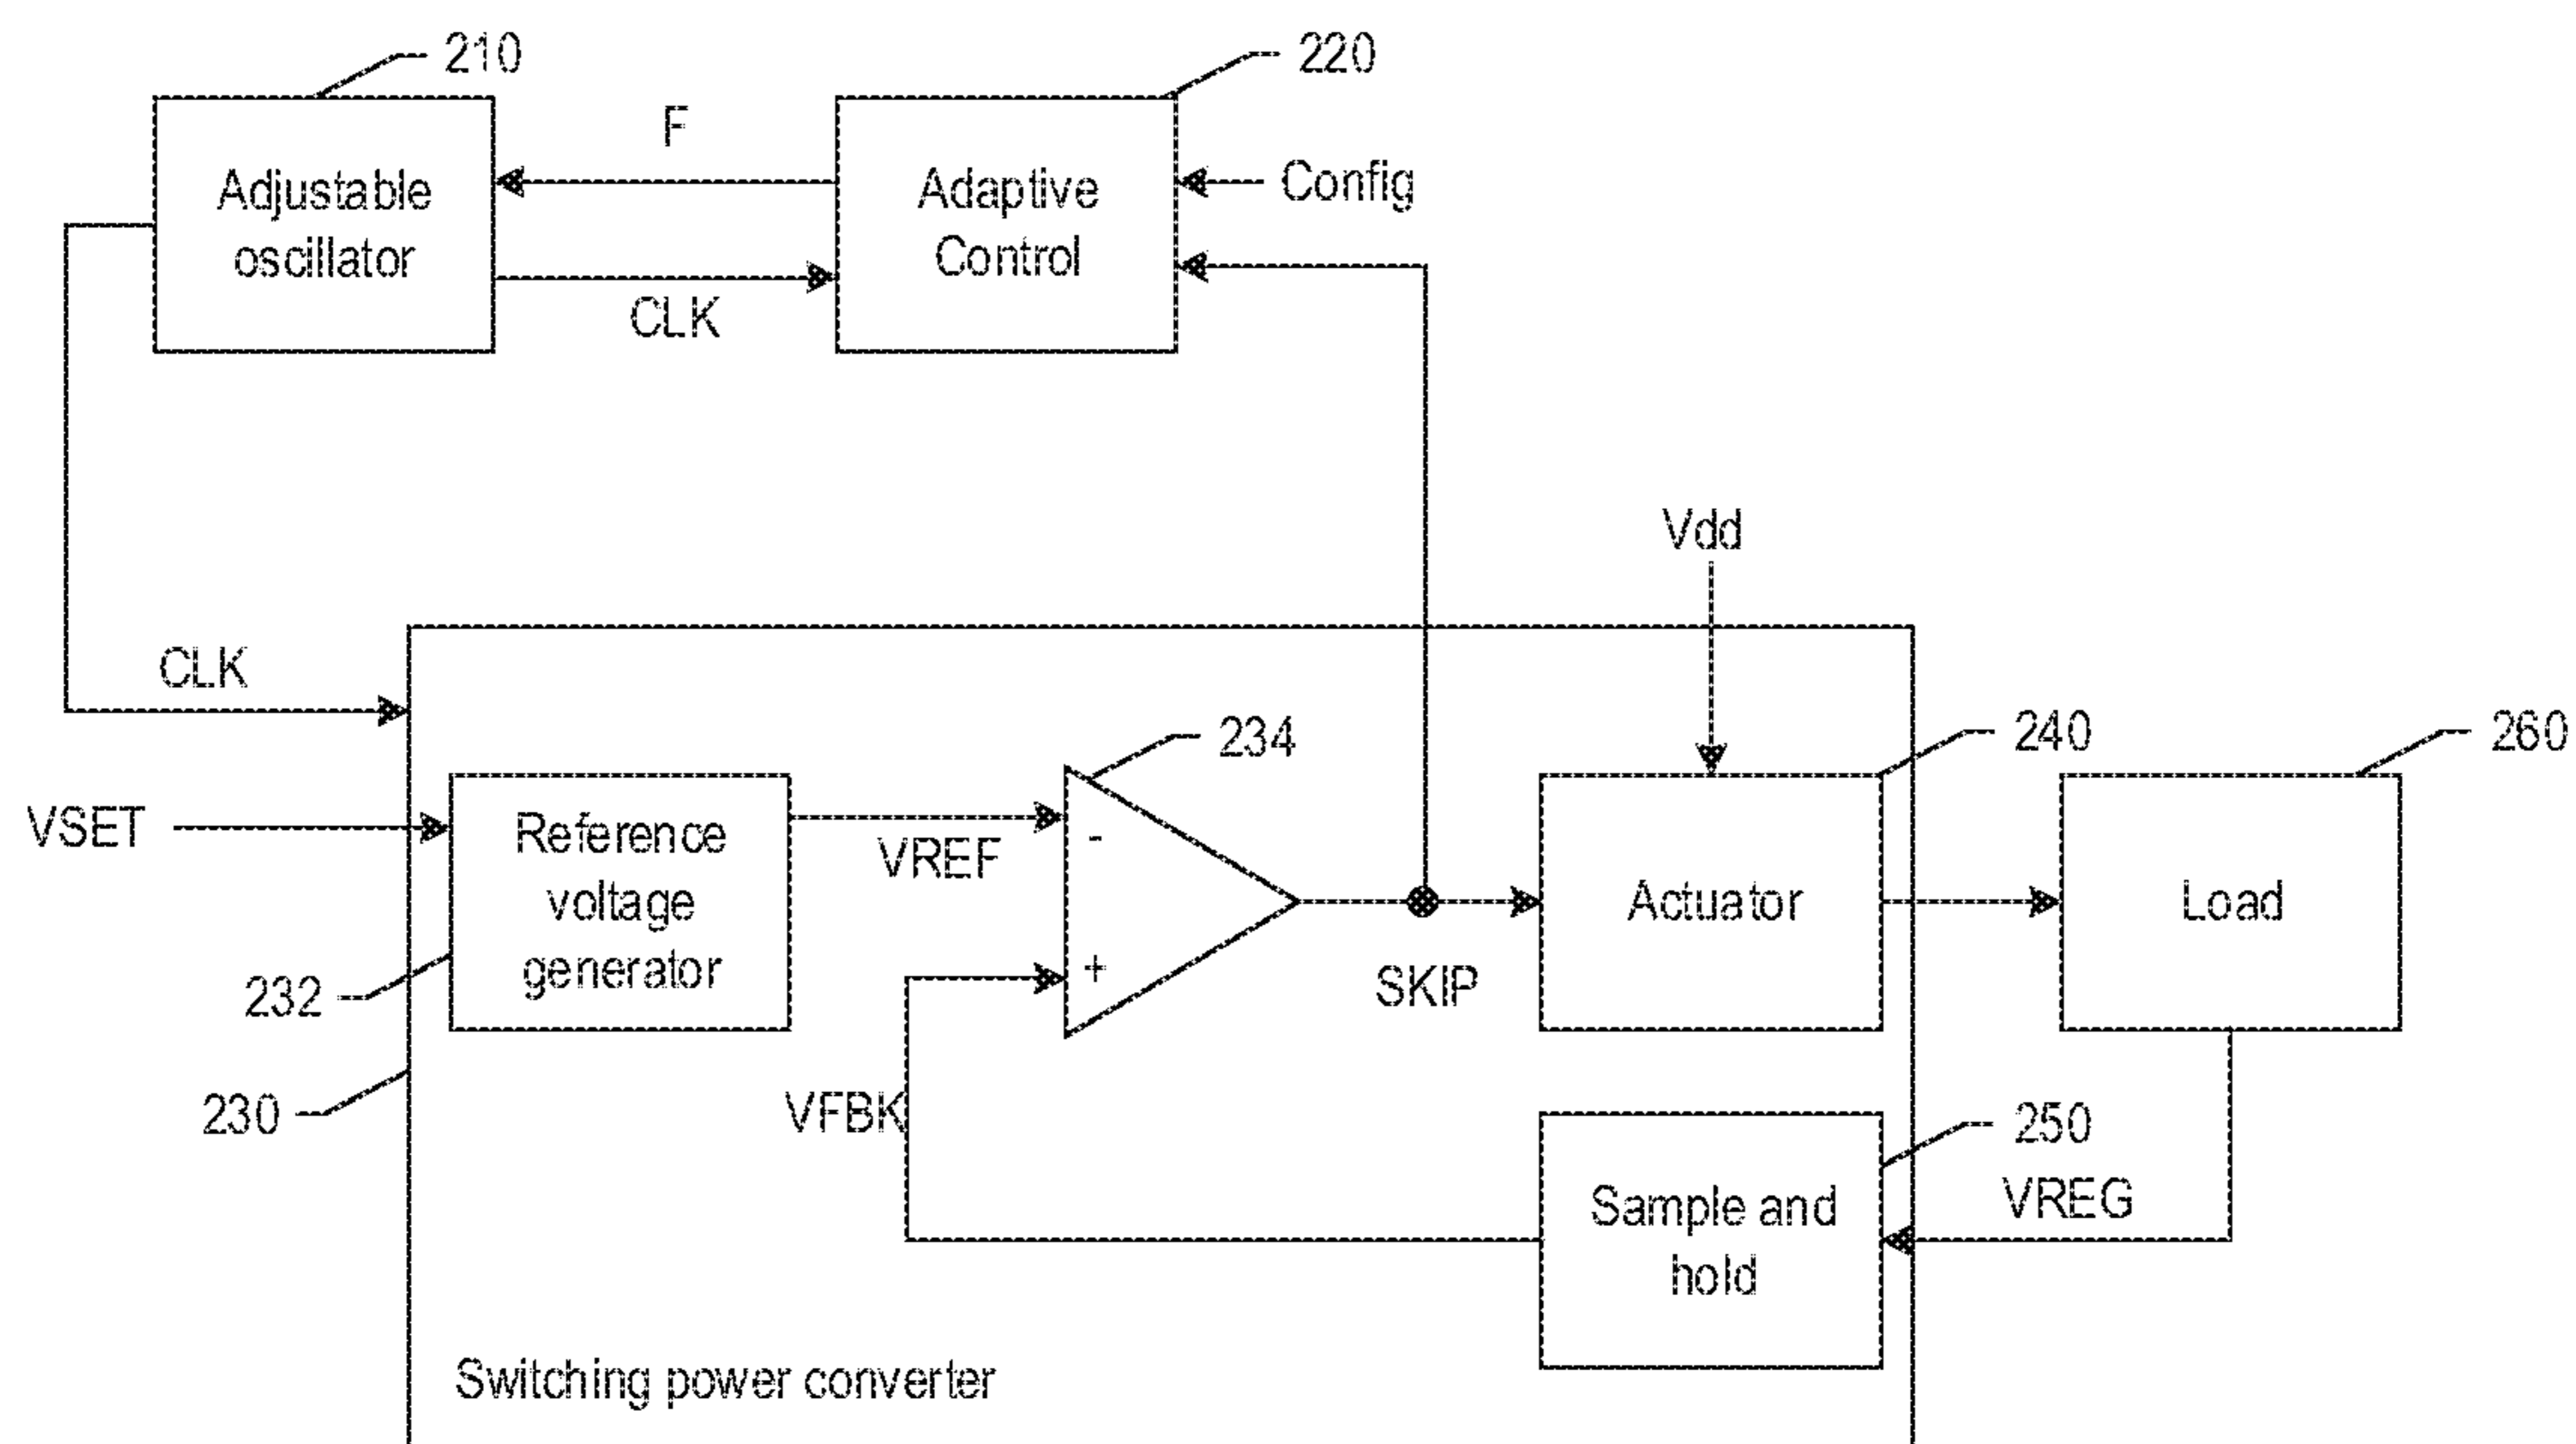 210
220
F
Adjustable
oscillator
Adaptive
Control
Config
CLK
Vdd
CLK
234
240
260
VSET
Reference
voltage
generator
VREF
-
+
Actuator
Load
232
SKIP
230
VFBK
250
Sample and
hold
VREG
Switching power converter